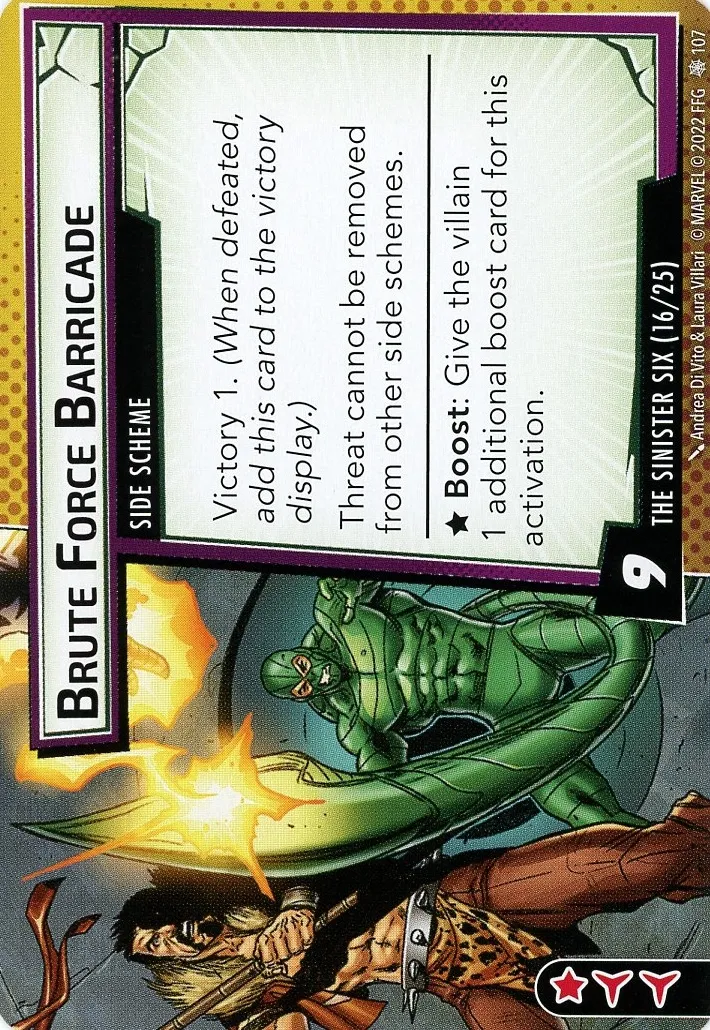 BRUTE FORCE BARRICADE
SIDE SCHEME
Victory 1. (When defeated,
add this card to the victory
display.)
Threat cannot be removed
from other side schemes.
★ Boost: Give the villain
1 additional boost card for this
activation.
9
THE SINISTER SIX (16/25)
Andrea Di Vito & Laura Villari © MARVEL © 2022 FFG 107